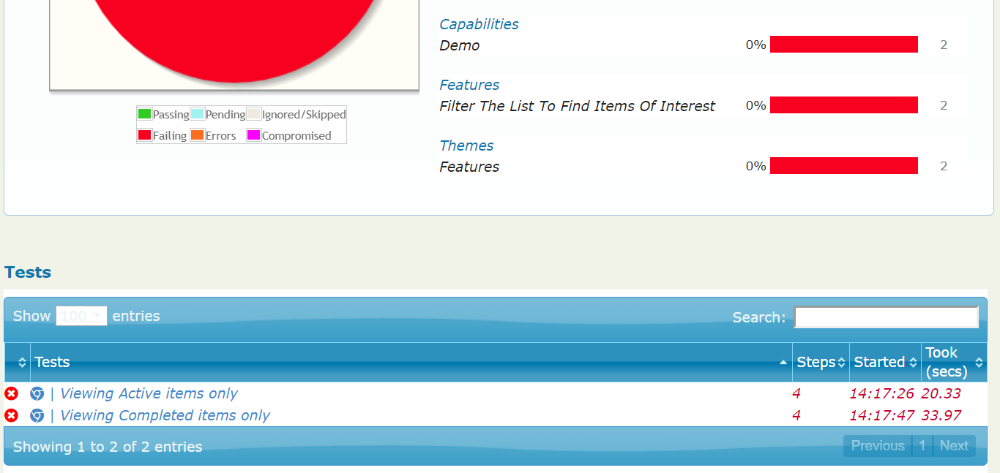 Capabilities
Demo 0% 2
Features
Filter The List To Find Items Of Interest 0% 2
Themes
Features 0% 2
Passing Pending Ignored/Skipped
Failing Errors Compromised
Tests
Show 100 entries Search:
Tests Steps Started Took (secs)
| Viewing Active items only 4 14:17:26 20.33
| Viewing Completed items only 4 14:17:47 33.97
Showing 1 to 2 of 2 entries Previous 1 Next